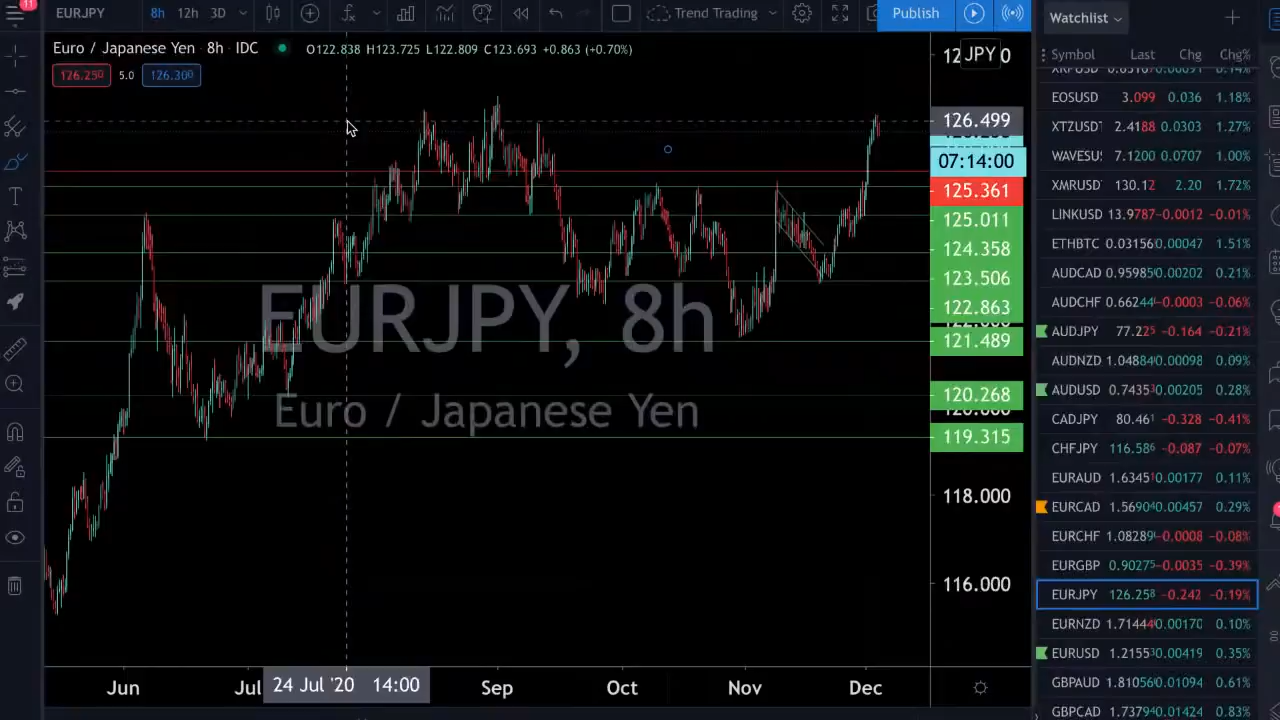 11
EURJPY 8h 12h 3D Trend Trading Publish
Watchlist
Euro / Japanese Yen 8h IDC O122.838 H123.725 L122.809 C123.693 +0.863 (+0.70%)
126.250 5.0 126.300
JPY
126.499
07:14:00
125.361
125.011
124.358
123.506
122.863
121.489
120.268
119.315
118.000
116.000
EURJPY, 8h
Euro / Japanese Yen
Jun Jul 24 Jul '20 14:00 Sep Oct Nov Dec
Symbol Last Chg Chg%
EOSUSD 3.099 0.036 1.18%
XTZUSDT 2.4188 0.0303 1.27%
WAVESU 7.1200 0.0707 1.00%
XMRUSD 130.12 2.20 1.72%
LINKUSD 13.9787 -0.0012 -0.01%
ETHBTC 0.03156 0.00047 1.51%
AUDCAD 0.95985 0.00202 0.21%
AUDCHF 0.66244 -0.0003 -0.06%
AUDJPY 77.225 -0.164 -0.21%
AUDNZD 1.04884 0.00098 0.09%
AUDUSD 0.74353 0.00205 0.28%
CADJPY 80.461 -0.328 -0.41%
CHFJPY 116.586 -0.087 -0.07%
EURAUD 1.63451 0.00177 0.11%
EURCAD 1.56904 0.00457 0.29%
EURCHF 1.08289 -0.0008 -0.08%
EURGBP 0.90275 -0.0035 -0.39%
EURJPY 126.258 -0.242 -0.19%
EURNZD 1.71444 0.00170 0.10%
EURUSD 1.21553 0.00419 0.35%
GBPAUD 1.81056 0.01094 0.61%
GBPCAD 1.73794 0.01424 0.83%